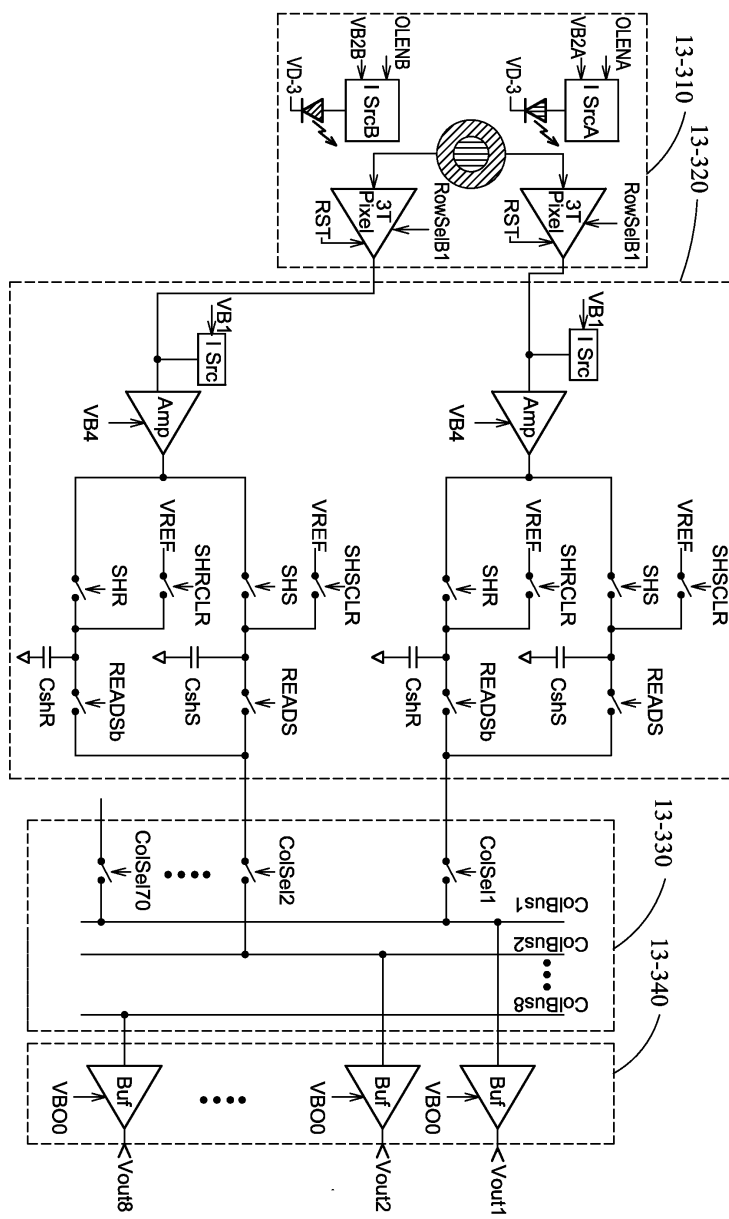 13-310
13-320
OLENA
VB2A
I SrcA
VD-3
OLENB
VB2B
I SrcB
VD-3
RowSelB1
3T Pixel
RST
RowSelB1
3T Pixel
RST
VB1
I Src
Amp
VB4
VB1
I Src
Amp
VB4
SHSCLR
VREF
SHS
READS
CshS
SHRCLR
VREF
SHR
READSb
CshR
SHSCLR
VREF
SHS
READS
CshS
SHRCLR
VREF
SHR
READSb
CshR
13-330
ColSel1
ColSel2
ColSel70
ColBus1
ColBus2
ColBus8
13-340
Buf
VBO0
Vout1
Buf
VBO0
Vout2
Buf
VBO0
Vout8